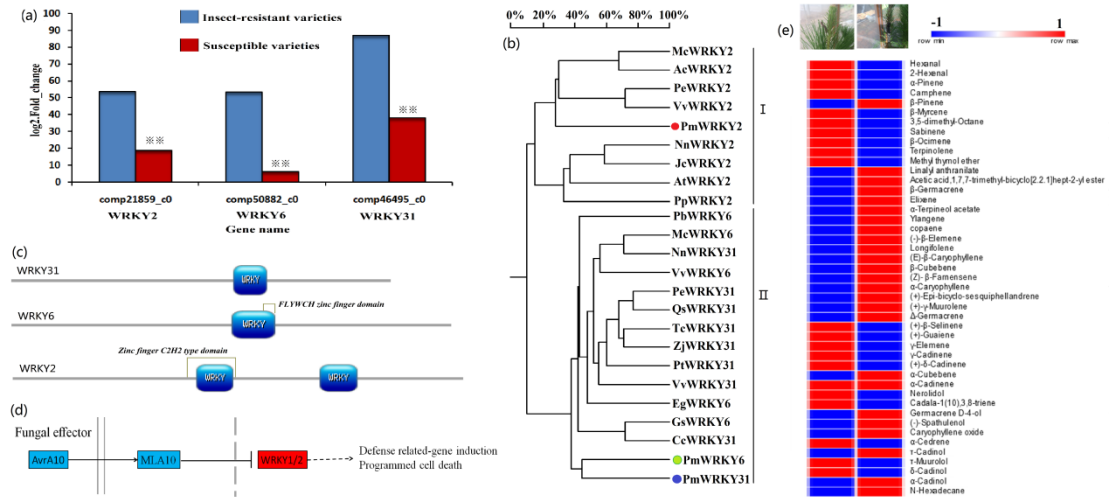 (a)
Insect-resistant varieties
Susceptible varieties
log2.Fold_change
100
90
80
70
60
50
40
30
20
10
0
※※
※※
※※
comp21859_c0
comp50882_c0
comp46495_c0
WRKY2
WRKY6
WRKY31
Gene name
(b)
0% 20% 40% 60% 80% 100%
McWRKY2
AcWRKY2
PeWRKY2
VvWRKY2
PmWRKY2
NnWRKY2
JcWRKY2
AtWRKY2
PpWRKY2
PbWRKY6
McWRKY6
NnWRKY31
VvWRKY6
PeWRKY31
QsWRKY31
TcWRKY31
ZjWRKY31
PtWRKY31
VvWRKY31
EgWRKY6
GsWRKY6
CcWRKY31
PmWRKY6
PmWRKY31
I
II
(c)
WRKY31
WRKY
FLYWCH zinc finger domain
WRKY6
WRKY
Zinc finger C2H2 type domain
WRKY2
WRKY
WRKY
(d)
Fungal effector
AvrA10
MLA10
WRKY1/2
Defense related-gene induction
Programmed cell death
(e)
-1
1
row min
row max
Hexanal
2-Hexenal
α-Pinene
Camphene
β-Pinene
β-Myrcene
3,5-dimethyl-Octane
Sabinene
β-Ocimene
Terpinolene
Methyl thymol ether
Linalyl anthranilate
Acetic acid,1,7,7-trimethyl-bicyclo[2.2.1]hept-2-yl ester
β-Germacrene
Elixene
α-Terpineol acetate
Ylangene
copaene
(-)-β-Elemene
Longifolene
(E)-β-Caryophyllene
β-Cubebene
(Z)- β-Farnensene
α-Caryophyllene
(+)-Epi-bicyclo-sesquiphellandrene
(+)-γ-Muurolene
Δ-Germacrene
(+)-β-Selinene
(+)-Guaiene
γ-Elemene
γ-Cadinene
(+)-δ-Cadinene
α-Cubebene
α-Cadinene
Nerolidol
Cadala-1(10),3,8-triene
Germacrene D-4-ol
(-)-Spathulenol
Caryophyllene oxide
α-Cedrene
τ-Cadinol
τ-Muurolol
δ-Cadinol
α-Cadinol
N-Hexadecane